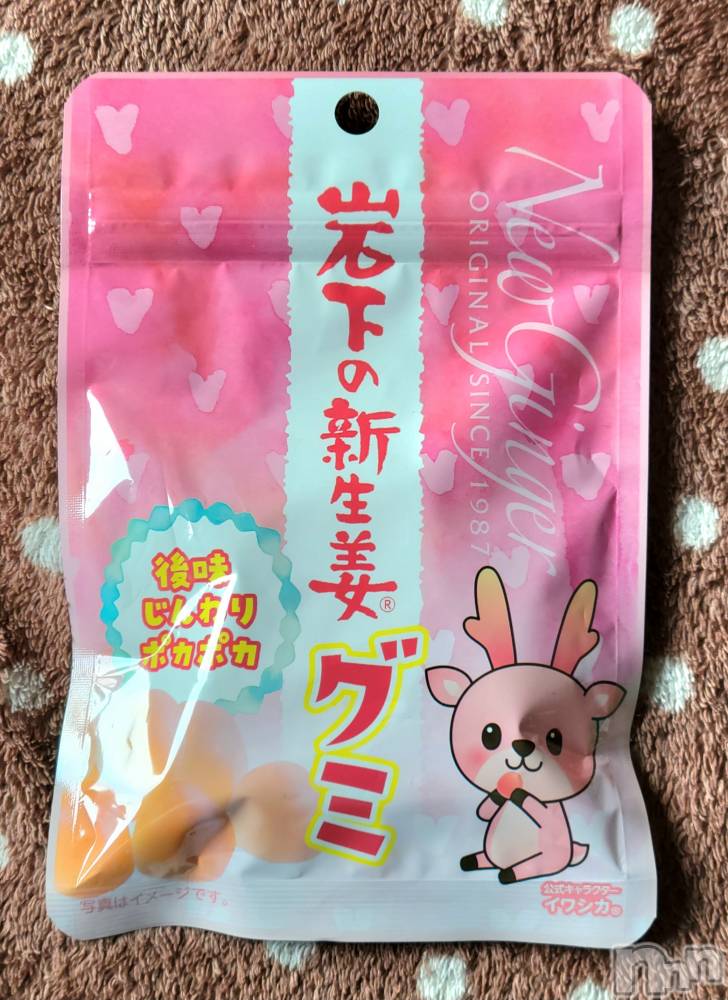 岩下の新生姜®
グミ
New Ginger
ORIGINAL SINCE 1987
後味
じんわり
ポカポカ
写真はイメージです。
公式キャラクター
イワシカ®
nnn